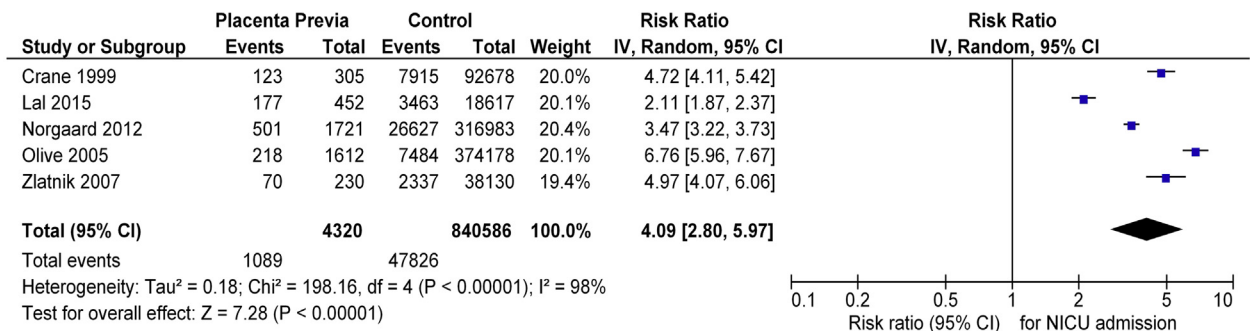 Placenta Previa Control Risk Ratio Risk Ratio
Study or Subgroup Events Total Events Total Weight IV, Random, 95% CI IV, Random, 95% CI
Crane 1999 123 305 7915 92678 20.0% 4.72 [4.11, 5.42]
Lal 2015 177 452 3463 18617 20.1% 2.11 [1.87, 2.37]
Norgaard 2012 501 1721 26627 316983 20.4% 3.47 [3.22, 3.73]
Olive 2005 218 1612 7484 374178 20.1% 6.76 [5.96, 7.67]
Zlatnik 2007 70 230 2337 38130 19.4% 4.97 [4.07, 6.06]
Total (95% CI) 4320 840586 100.0% 4.09 [2.80, 5.97]
Total events 1089 47826
Heterogeneity: Tau² = 0.18; Chi² = 198.16, df = 4 (P < 0.00001); I² = 98%
Test for overall effect: Z = 7.28 (P < 0.00001)
0.1 0.2 0.5 1 2 5 10
Risk ratio (95% CI) for NICU admission